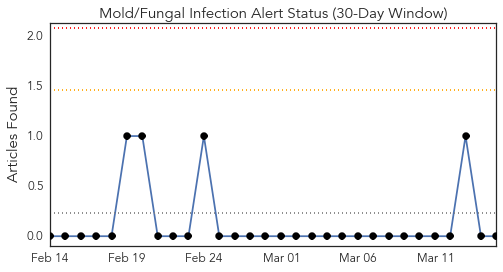 Mold/Fungal Infection Alert Status (30-Day Window)
Articles Found
2.0
1.5
1.0
0.5
0.0
Feb 14 Feb 19 Feb 24 Mar 01 Mar 06 Mar 11